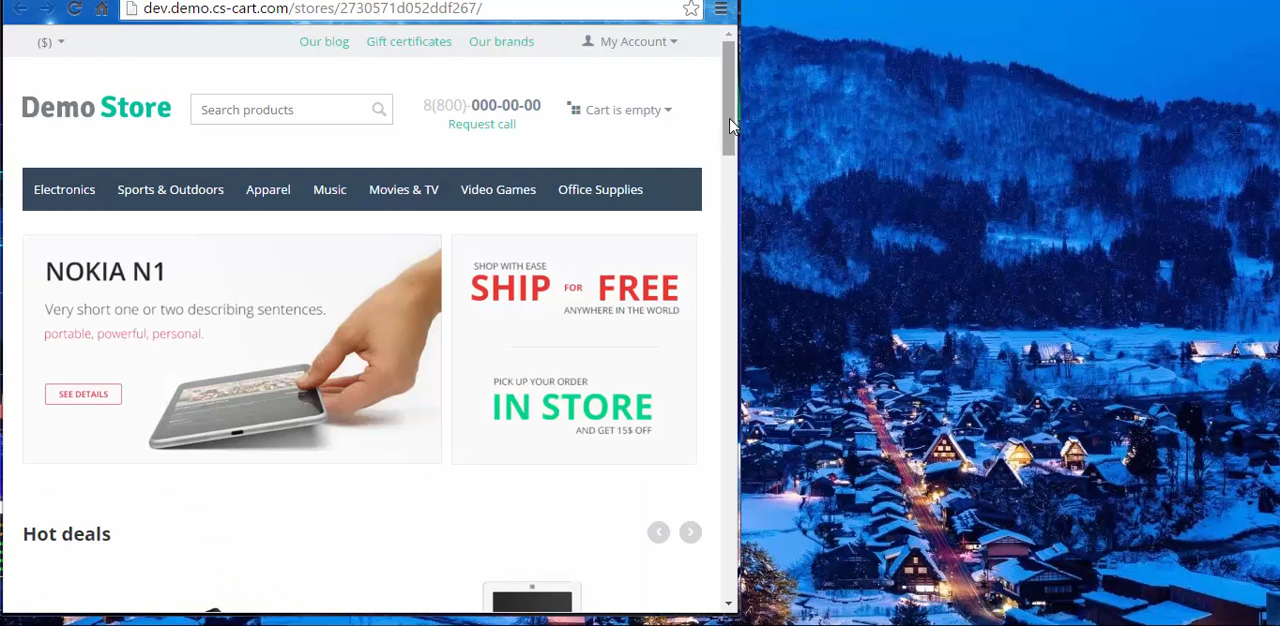 dev.demo.cs-cart.com/stores/2730571d052ddf267/
($) Our blog Gift certificates Our brands My Account
Demo Store Search products 8(800)-000-00-00 Cart is empty
Request call
Electronics Sports & Outdoors Apparel Music Movies & TV Video Games Office Supplies
NOKIA N1
Very short one or two describing sentences.
portable, powerful, personal.
SEE DETAILS
SHOP WITH EASE
SHIP FOR FREE
ANYWHERE IN THE WORLD
PICK UP YOUR ORDER
IN STORE
AND GET 15$ OFF
Hot deals